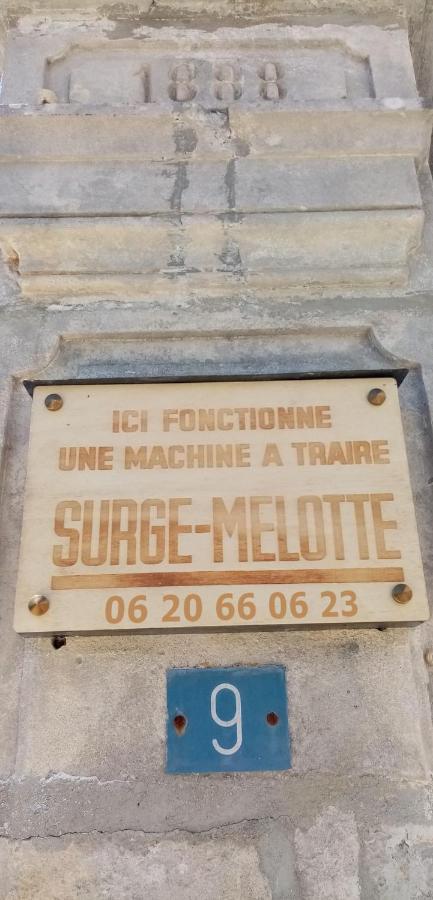 1888
ICI FONCTIONNE
UNE MACHINE A TRAIRE
SURGE-MELOTTE
06 20 66 06 23
9